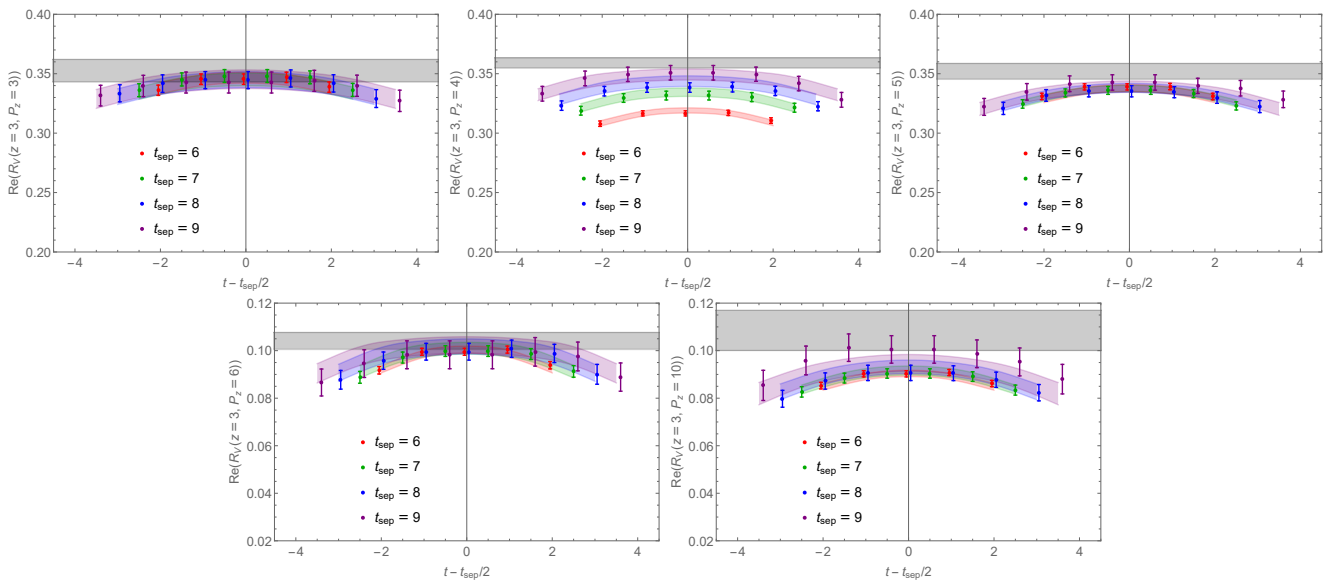 0.40
0.35
0.30
0.25
0.20
Re(R_V(z = 3, P_z = 3))
t_sep = 6
t_sep = 7
t_sep = 8
t_sep = 9
−4 −2 0 2 4
t − t_sep/2
0.40
0.35
0.30
0.25
0.20
Re(R_V(z = 3, P_z = 4))
t_sep = 6
t_sep = 7
t_sep = 8
t_sep = 9
−4 −2 0 2 4
t − t_sep/2
0.40
0.35
0.30
0.25
0.20
Re(R_V(z = 3, P_z = 5))
t_sep = 6
t_sep = 7
t_sep = 8
t_sep = 9
−4 −2 0 2 4
t − t_sep/2
0.12
0.10
0.08
0.06
0.04
0.02
Re(R_V(z = 3, P_z = 6))
t_sep = 6
t_sep = 7
t_sep = 8
t_sep = 9
−4 −2 0 2 4
t − t_sep/2
0.12
0.10
0.08
0.06
0.04
0.02
Re(R_V(z = 3, P_z = 10))
t_sep = 6
t_sep = 7
t_sep = 8
t_sep = 9
−4 −2 0 2 4
t − t_sep/2